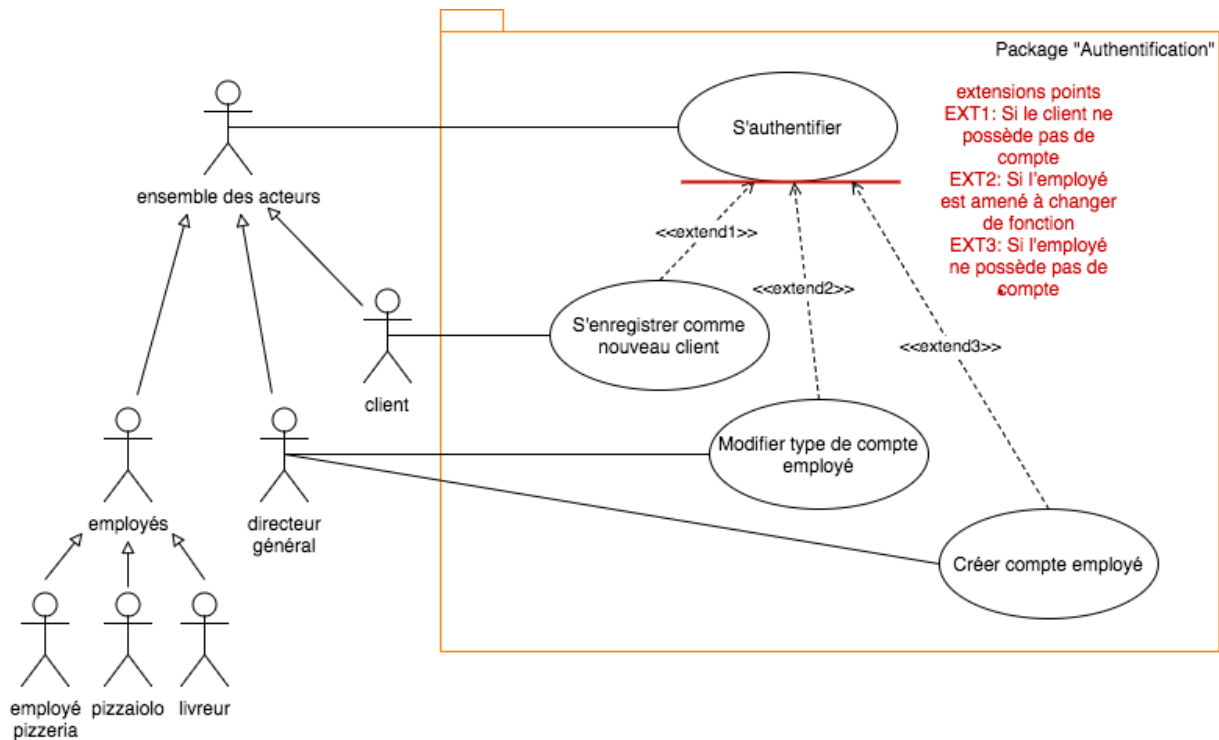 Package "Authentification"
extensions points
EXT1: Si le client ne
possède pas de
compte
EXT2: Si l'employé
est amené à changer
de fonction
EXT3: Si l'employé
ne possède pas de
compte
S'authentifier
ensemble des acteurs
<<extend1>>
<<extend2>>
<<extend3>>
S'enregistrer comme
nouveau client
client
Modifier type de compte
employé
employés
directeur
général
Créer compte employé
employé
pizzeria
pizzaiolo
livreur